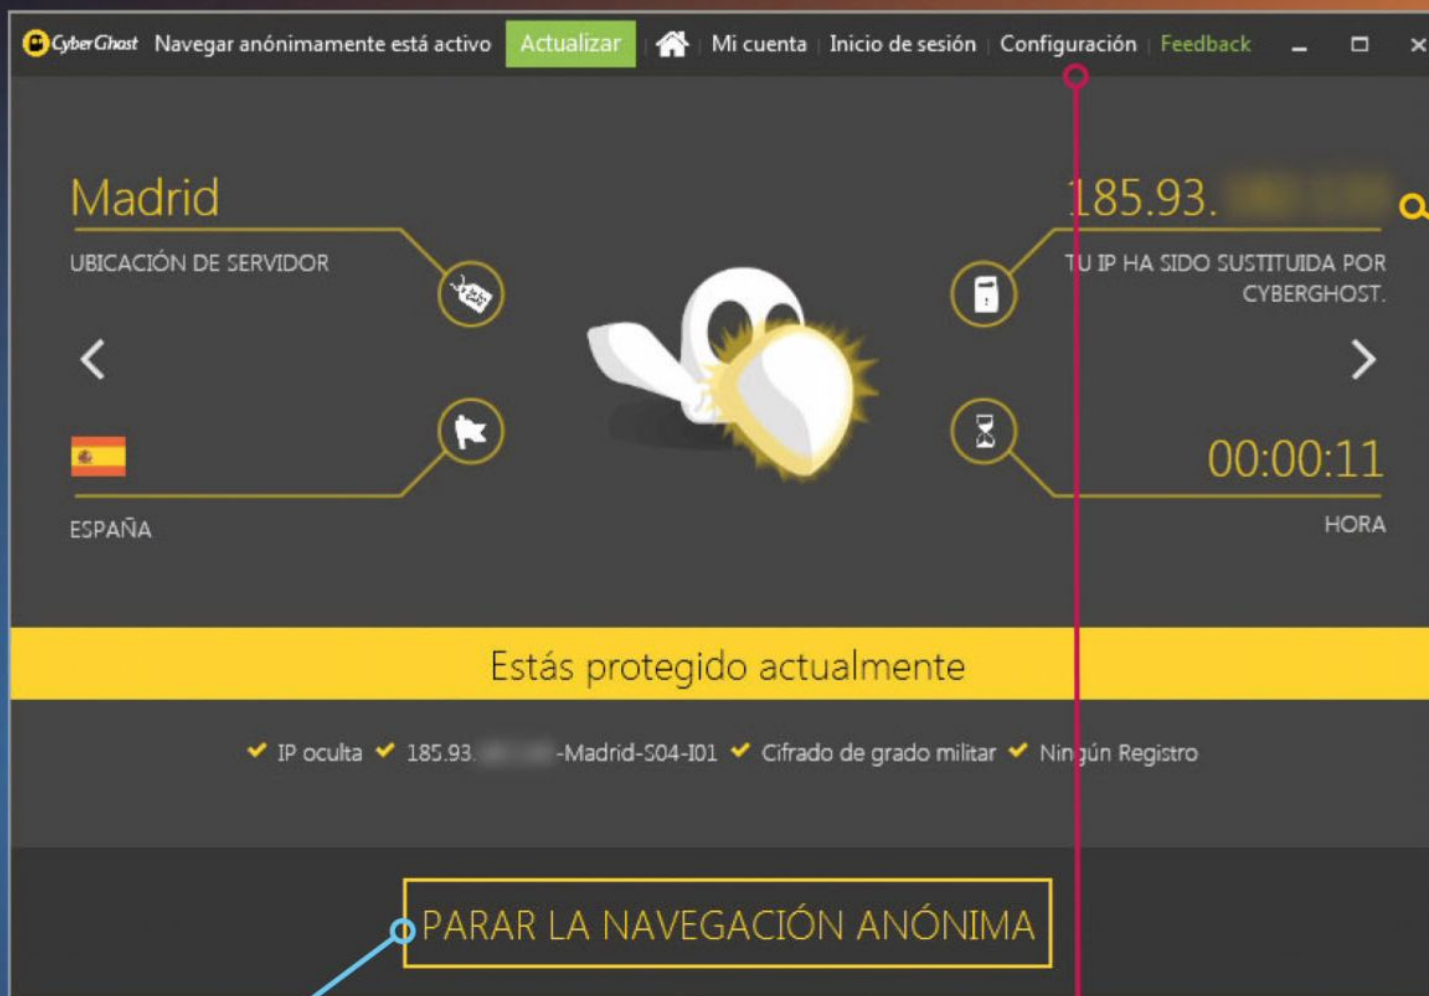 CyberGhost Navegar anónimamente está activo Actualizar Mi cuenta Inicio de sesión Configuración Feedback
Madrid
UBICACIÓN DE SERVIDOR
185.93.
TU IP HA SIDO SUSTITUIDA POR
CYBERGHOST.
ESPAÑA
00:00:11
HORA
Estás protegido actualmente
IP oculta 185.93. -Madrid-S04-I01 Cifrado de grado militar Ningún Registro
PARAR LA NAVEGACIÓN ANÓNIMA